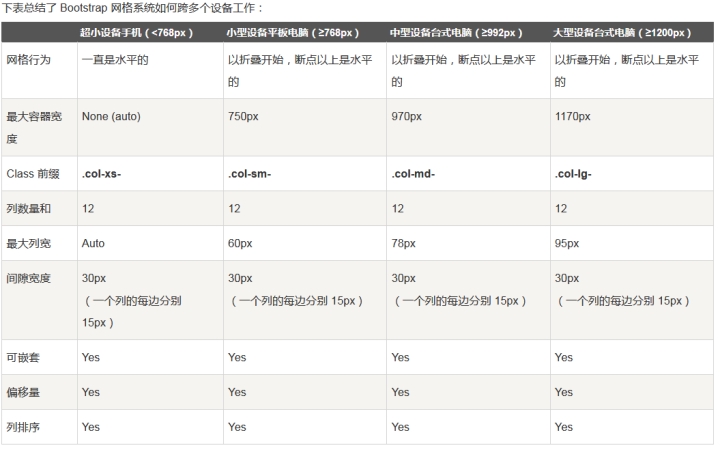 下表总结了 Bootstrap 网格系统如何跨多个设备工作：
超小设备手机（<768px） 小型设备平板电脑（≥768px） 中型设备台式电脑（≥992px） 大型设备台式电脑（≥1200px）
网格行为 一直是水平的 以折叠开始，断点以上是水平 以折叠开始，断点以上是水平 以折叠开始，断点以上是水平
的 的 的
最大容器宽 None (auto) 750px 970px 1170px
度
Class 前缀 .col-xs- .col-sm- .col-md- .col-lg-
列数量和 12 12 12 12
最大列宽 Auto 60px 78px 95px
间隙宽度 30px 30px 30px 30px
（一个列的每边分别 （一个列的每边分别 15px） （一个列的每边分别 15px） （一个列的每边分别 15px）
15px）
可嵌套 Yes Yes Yes Yes
偏移量 Yes Yes Yes Yes
列排序 Yes Yes Yes Yes